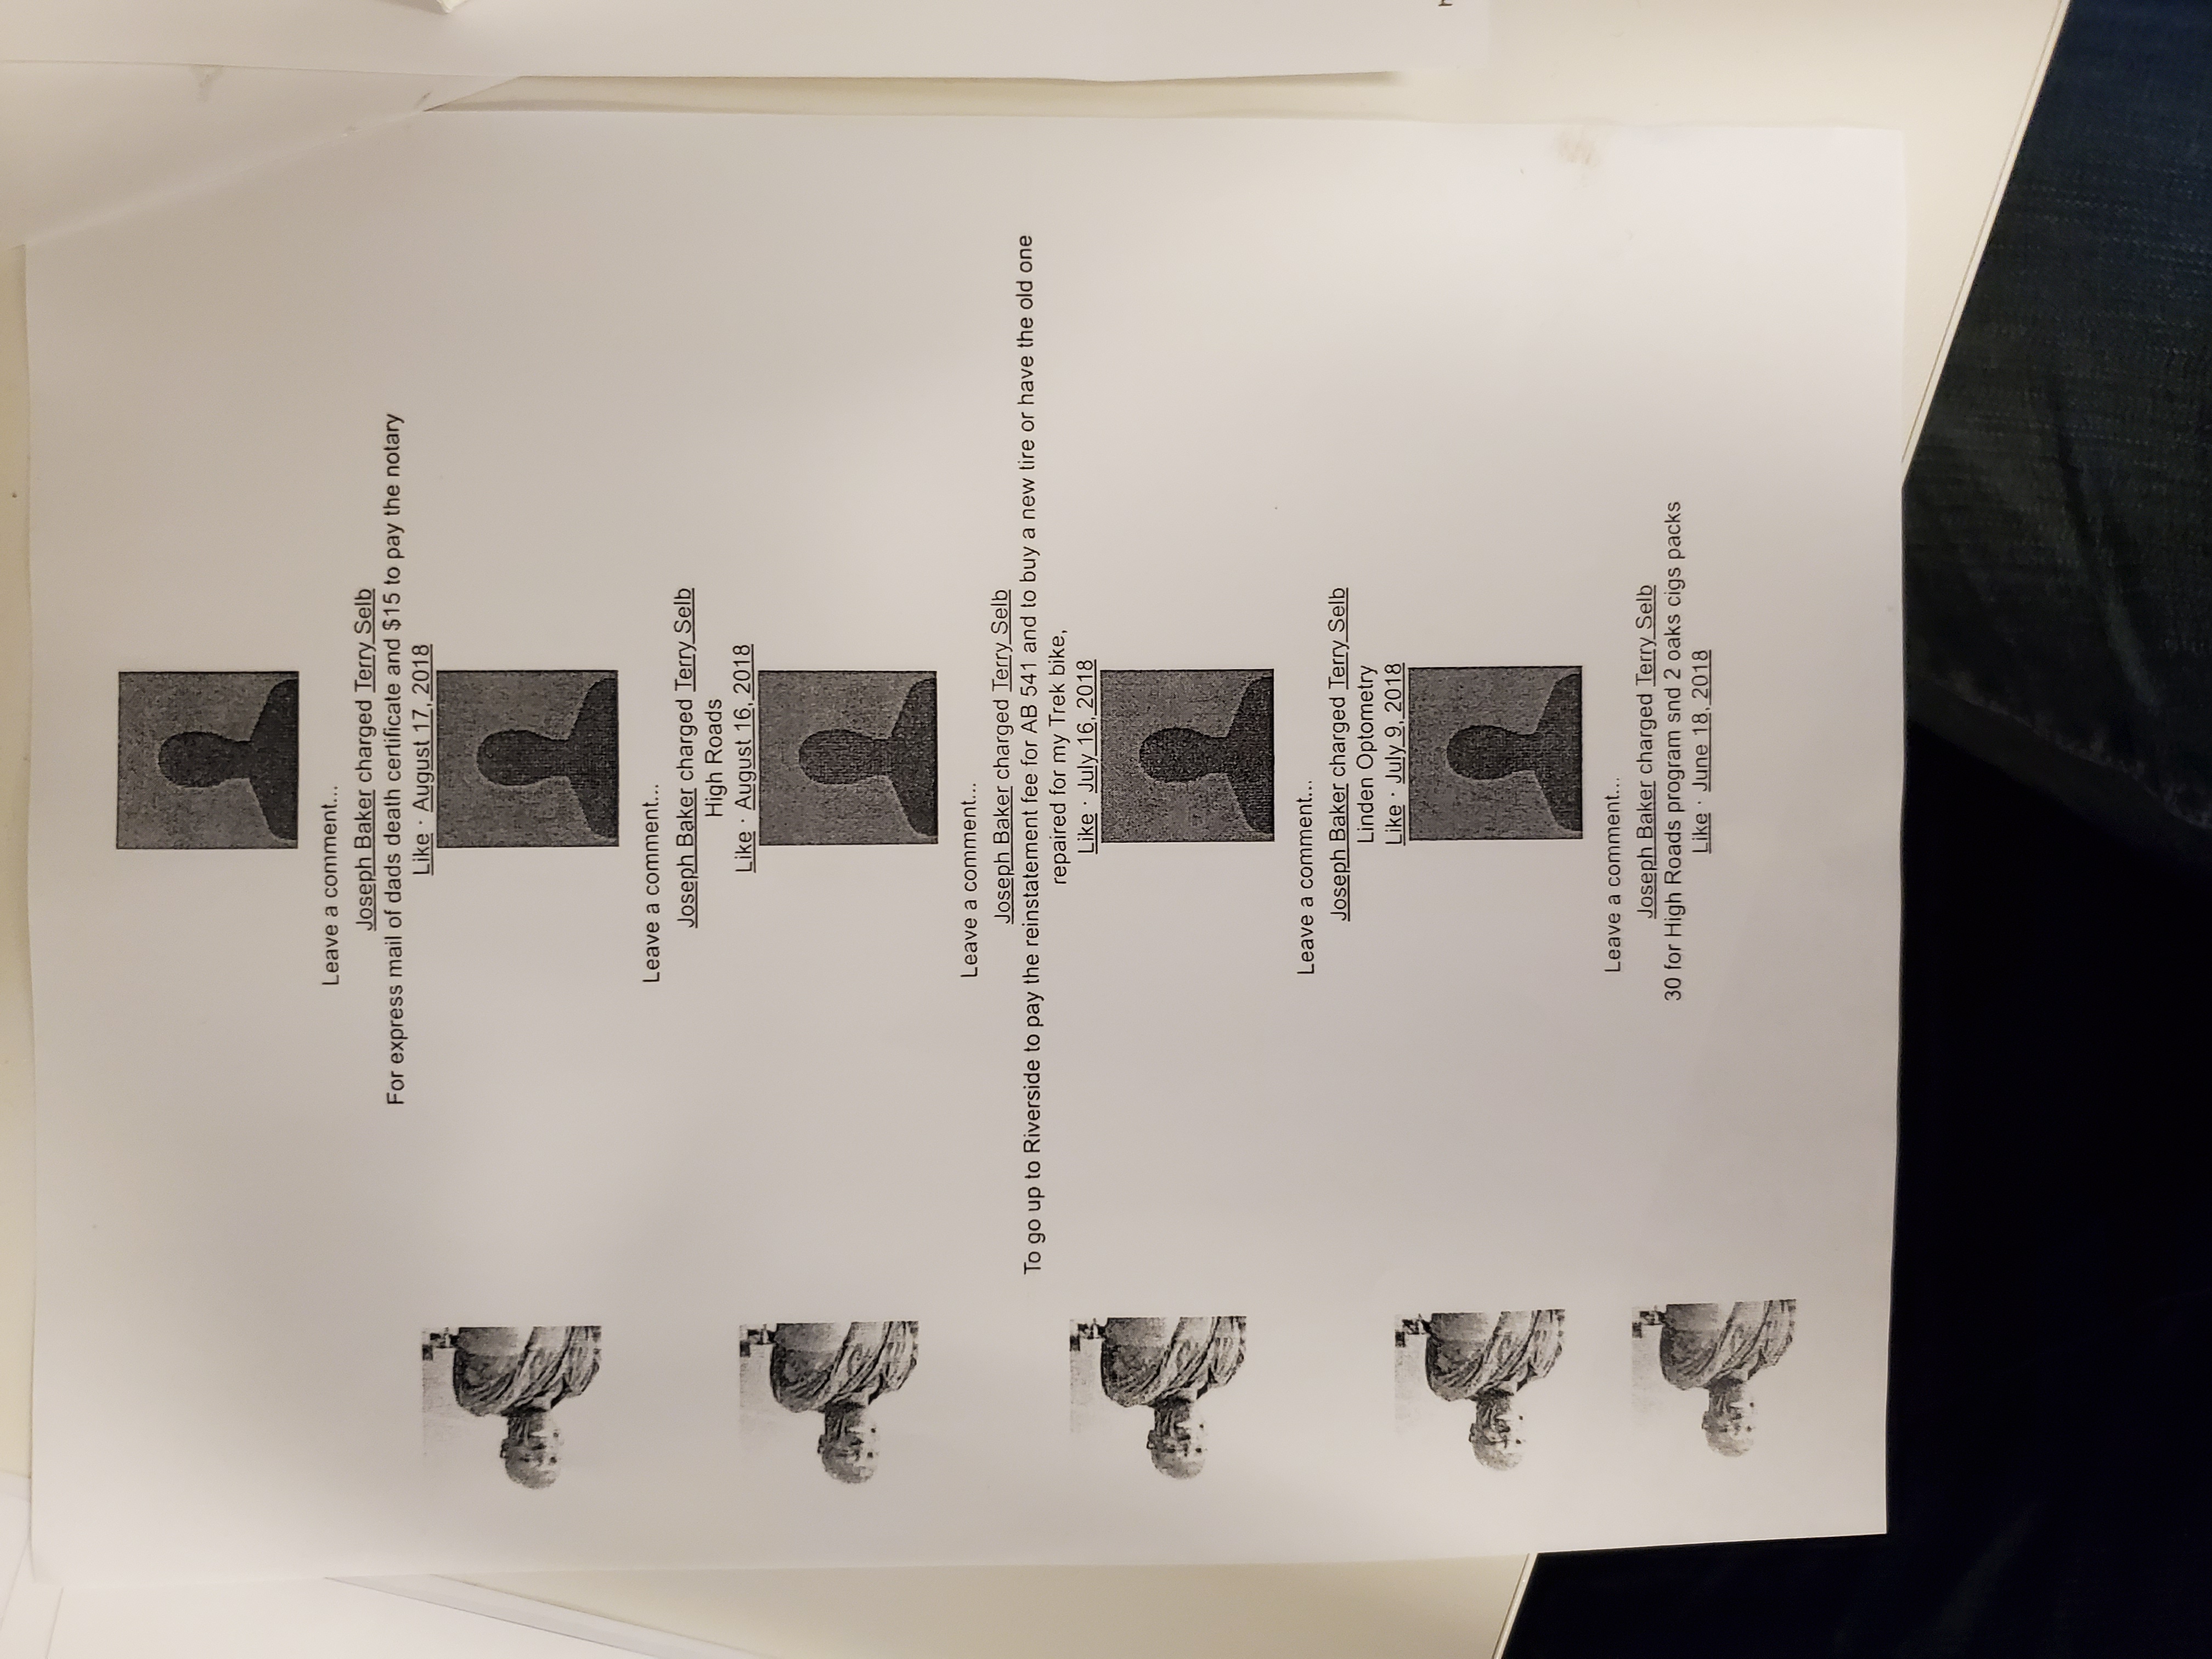 Leave a comment...
Joseph Baker charged Terry Selb
For express mail of dads death certificate and $15 to pay the notary
Like · August 17, 2018
Leave a comment...
Joseph Baker charged Terry Selb
High Roads
Like · August 16, 2018
Leave a comment...
Joseph Baker charged Terry Selb
To go up to Riverside to pay the reinstatement fee for AB 541 and to buy a new tire or have the old one
repaired for my Trek bike,
Like · July 16, 2018
Leave a comment...
Joseph Baker charged Terry Selb
Linden Optometry
Like · July 9, 2018
Leave a comment...
Joseph Baker charged Terry Selb
30 for High Roads program snd 2 oaks cigs packs
Like · June 18, 2018